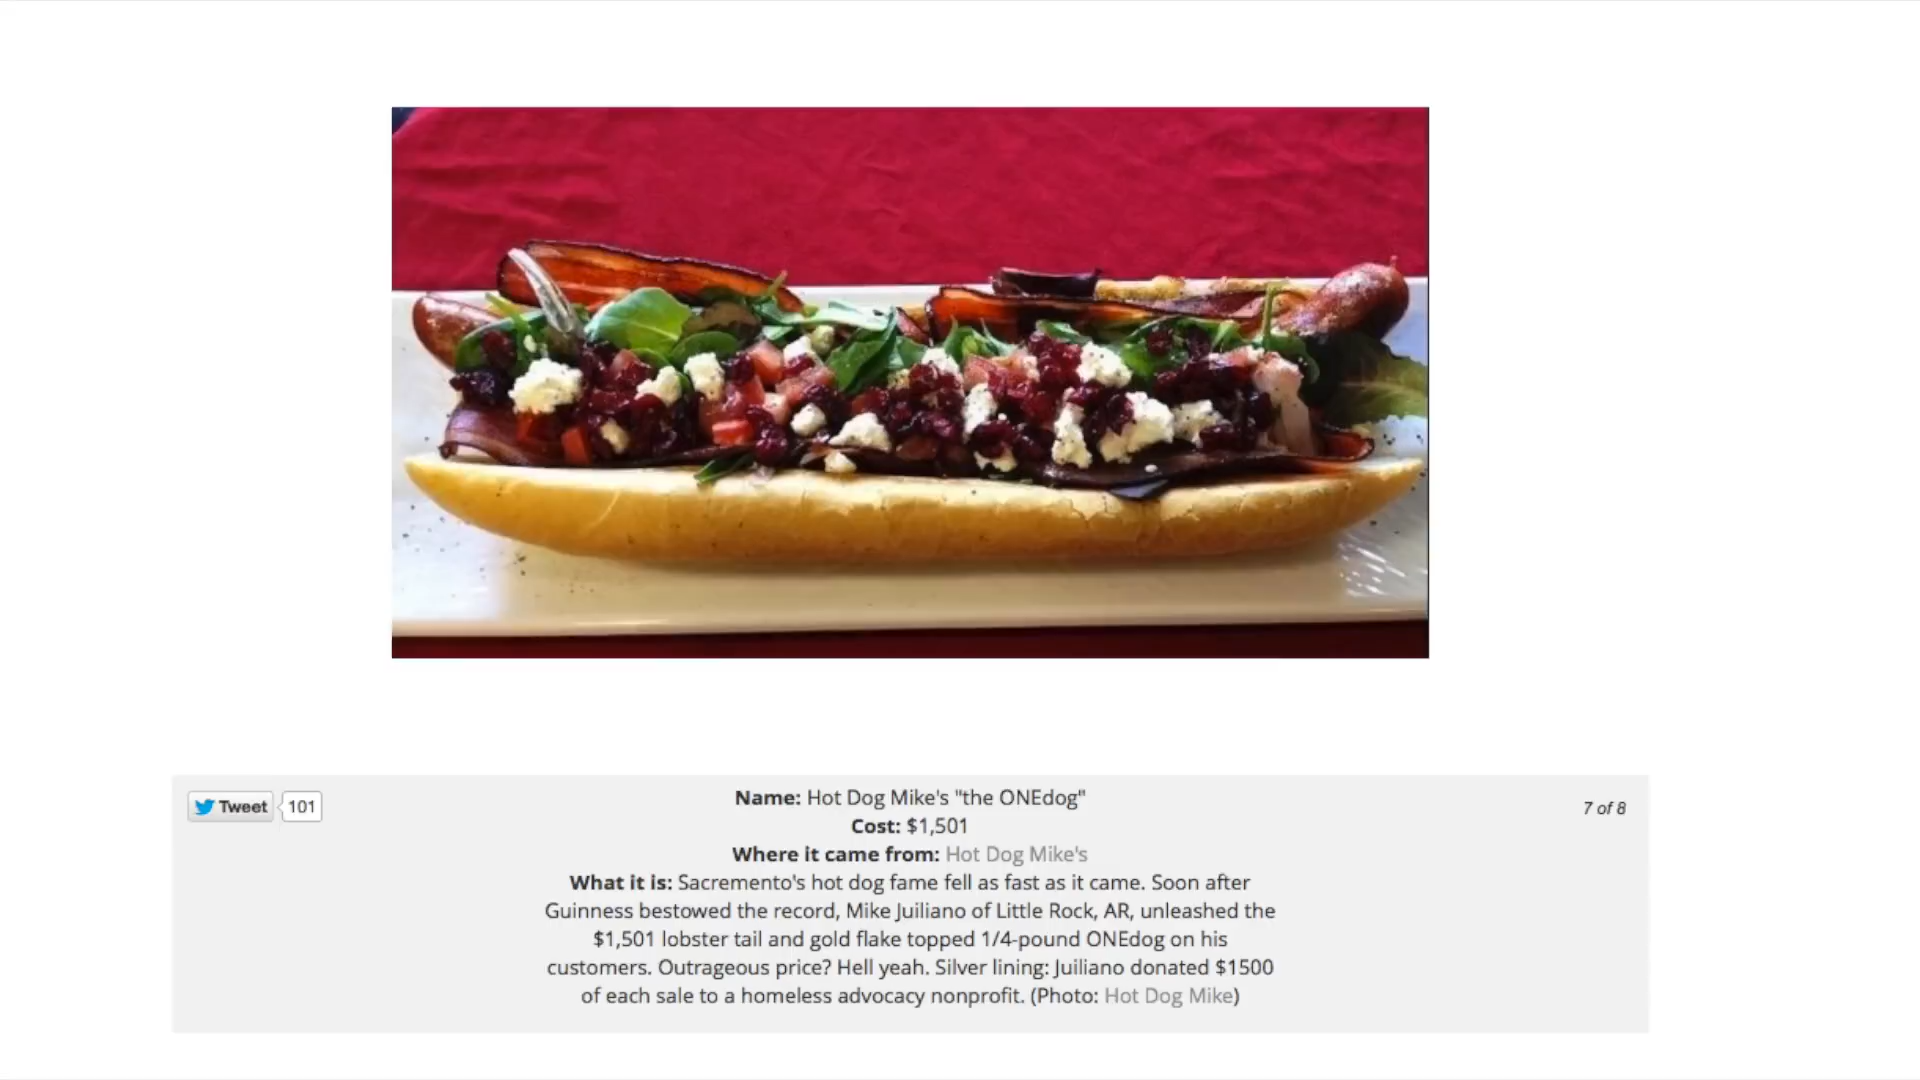 Tweet 101
7 of 8
Name: Hot Dog Mike's "the ONEdog"
Cost: $1,501
Where it came from: Hot Dog Mike's
What it is: Sacremento's hot dog fame fell as fast as it came. Soon after
Guinness bestowed the record, Mike Juiliano of Little Rock, AR, unleashed the
$1,501 lobster tail and gold flake topped 1/4-pound ONEdog on his
customers. Outrageous price? Hell yeah. Silver lining: Juiliano donated $1500
of each sale to a homeless advocacy nonprofit. (Photo: Hot Dog Mike)